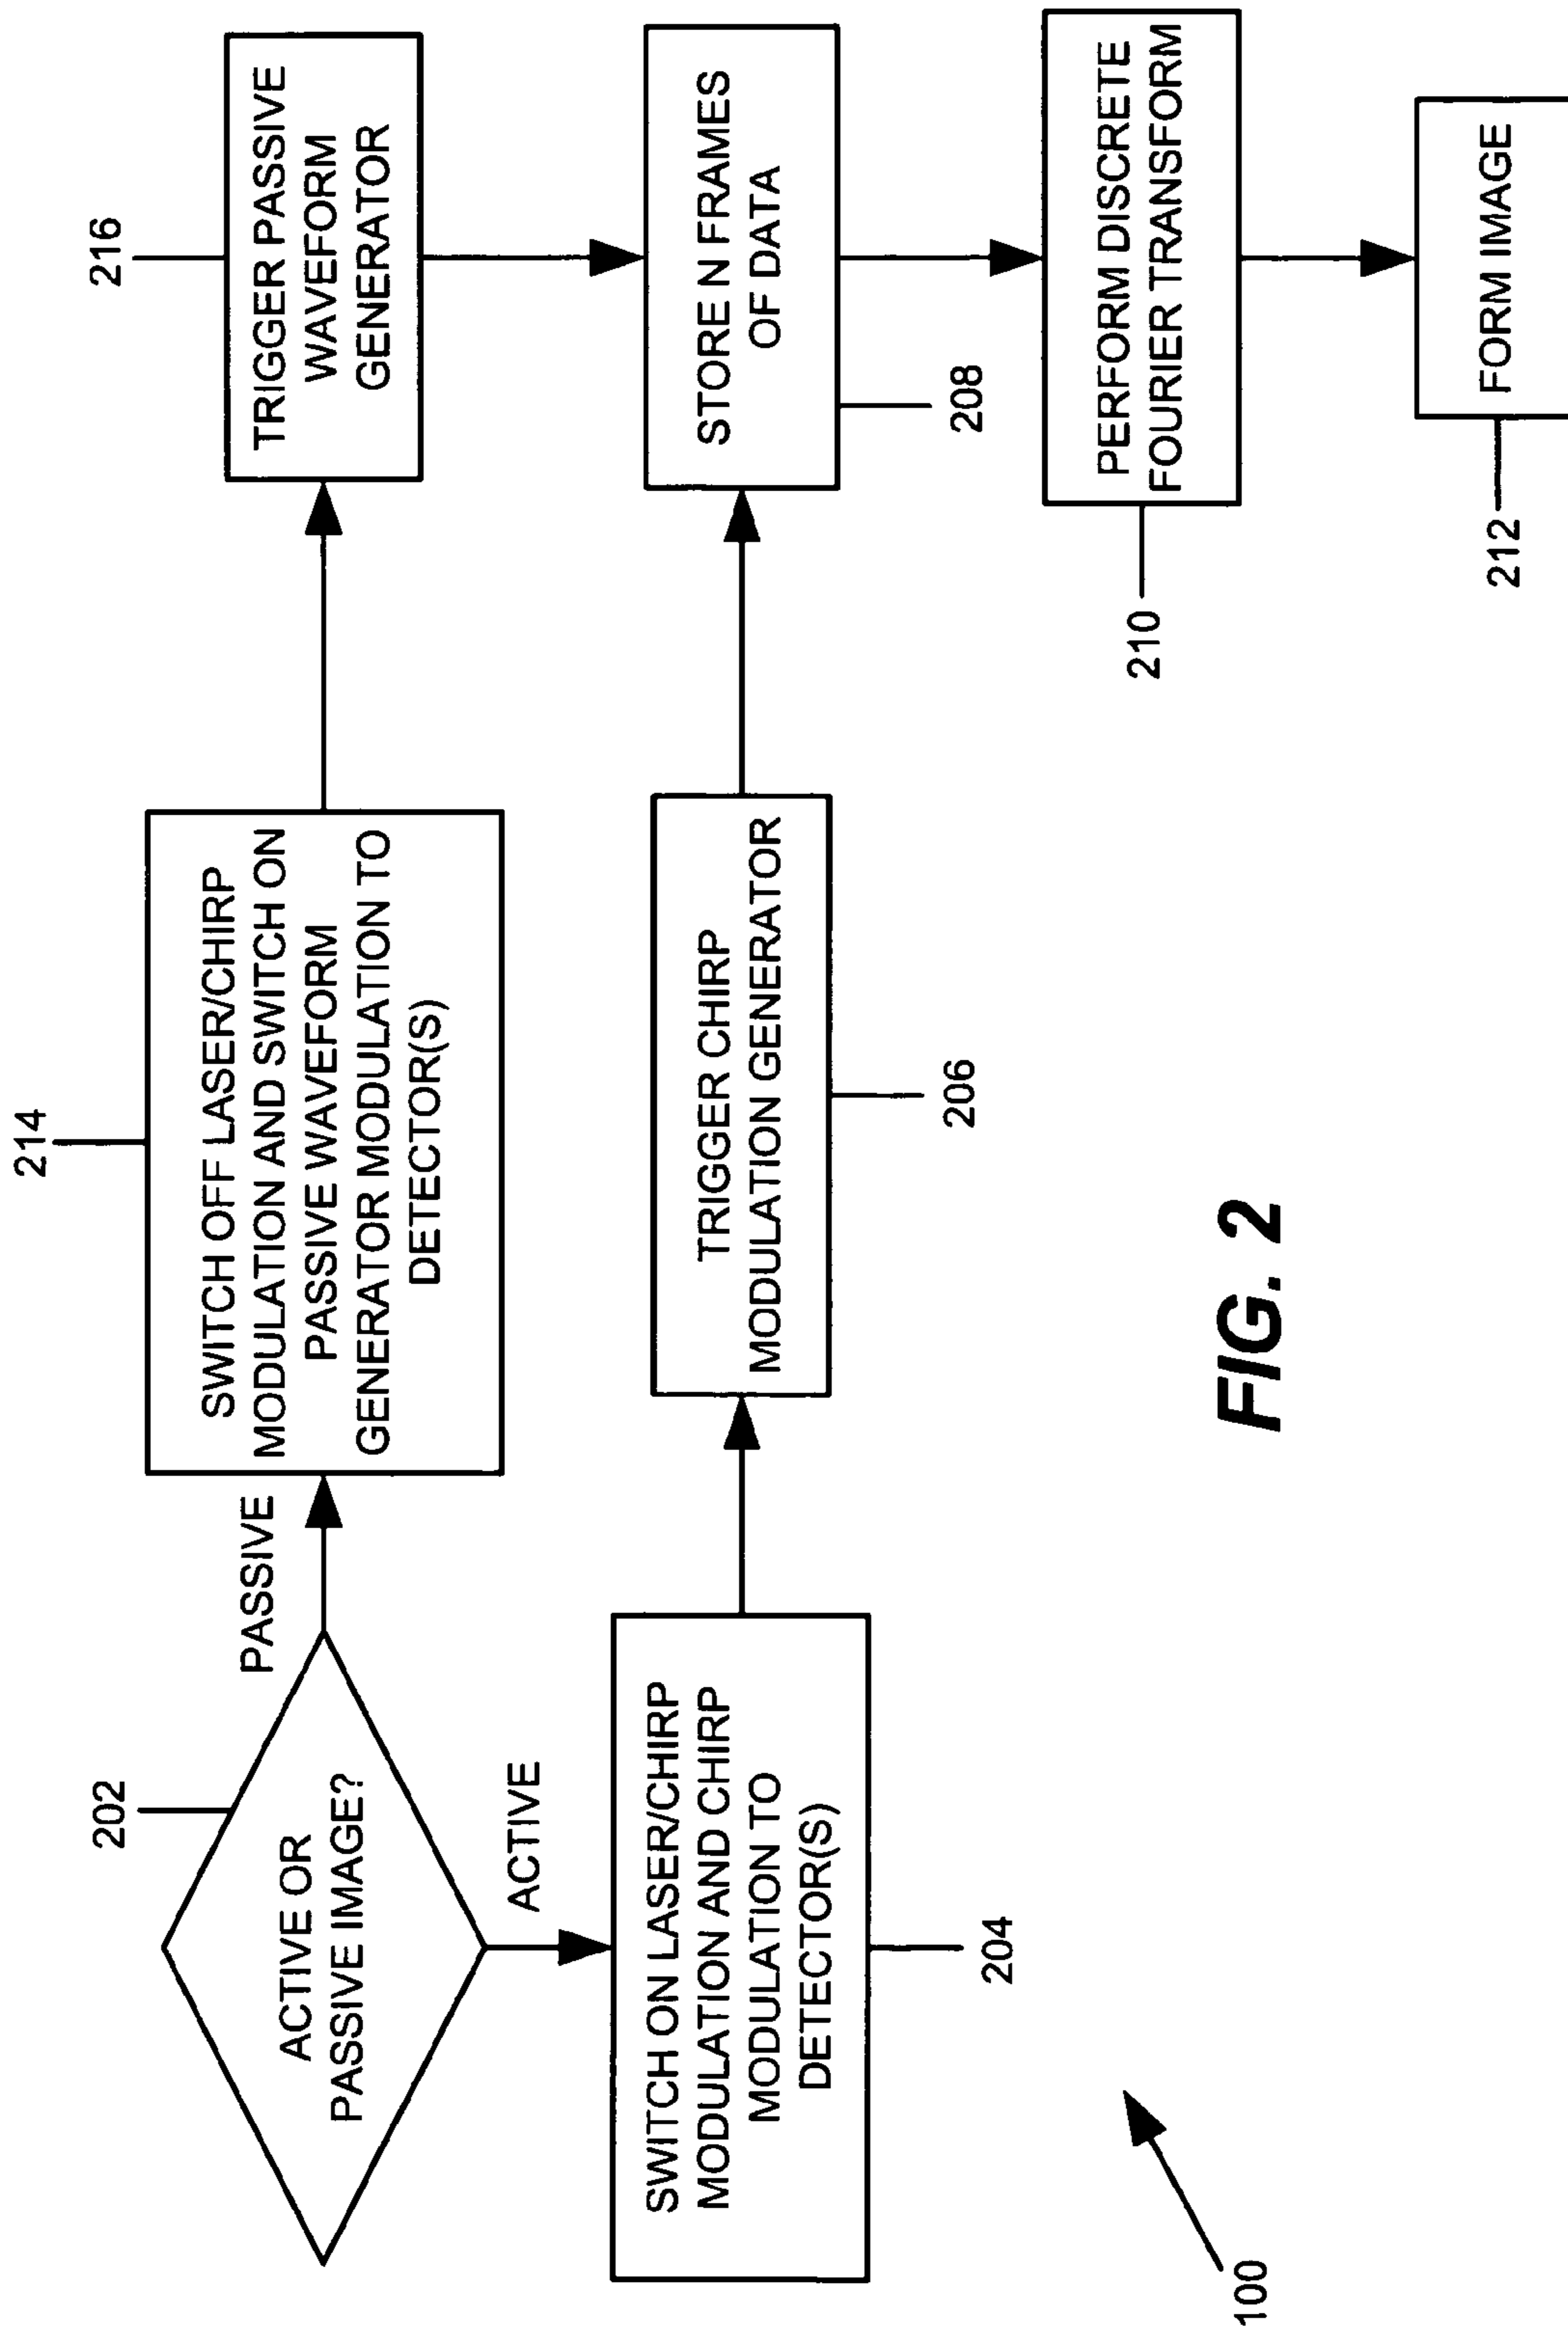 202
ACTIVE OR
PASSIVE IMAGE?
PASSIVE
214
SWITCH OFF LASER/CHIRP
MODULATION AND SWITCH ON
PASSIVE WAVEFORM
GENERATOR MODULATION TO
DETECTOR(S)
216
TRIGGER PASSIVE
WAVEFORM
GENERATOR
ACTIVE
SWITCH ON LASER/CHIRP
MODULATION AND CHIRP
MODULATION TO
DETECTOR(S)
204
TRIGGER CHIRP
MODULATION GENERATOR
206
STORE N FRAMES
OF DATA
208
PERFORM DISCRETE
FOURIER TRANSFORM
210
FORM IMAGE
212
100
FIG. 2